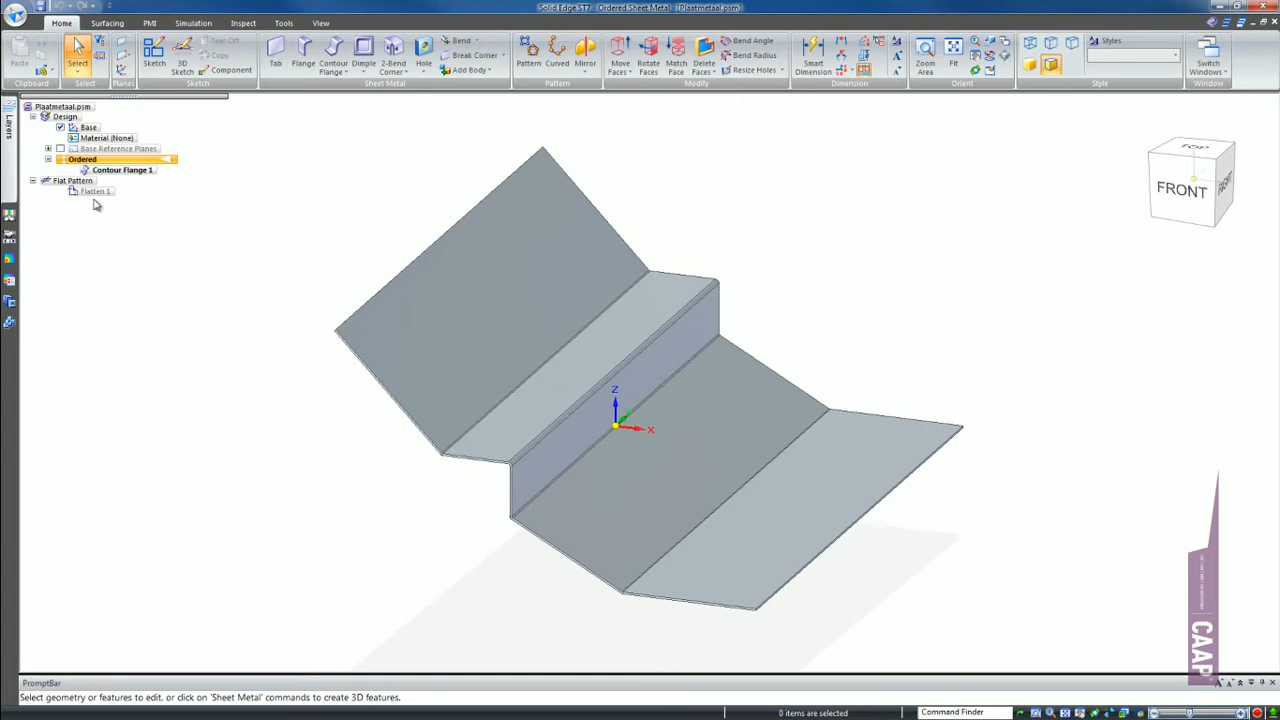 Solid Edge ST7 - Ordered Sheet Metal - [Plaatmetaal.psm]
Home Surfacing PMI Simulation Inspect Tools View
Paste
Clipboard
Select
Select
Planes
Sketch
3D Sketch
Tear-Off
Copy
Component
Sketch
Tab
Flange
Contour Flange
Dimple
2-Bend Corner
Hole
Bend
Break Corner
Add Body
Sheet Metal
Pattern
Curved
Mirror
Pattern
Move Faces
Rotate Faces
Match Face
Delete Faces
Bend Angle
Bend Radius
Resize Holes
Modify
Smart Dimension
Dimension
Zoom Area
Fit
Orient
Styles
Style
Switch Windows
Window
Layers
Plaatmetaal.psm
Design
Base
Material (None)
Base Reference Planes
Ordered
Contour Flange 1
Flat Pattern
Flatten 1
TOP
FRONT
RIGHT
Z
X
CAAP
PromptBar
Select geometry or features to edit, or click on 'Sheet Metal' commands to create 3D features.
0 items are selected
Command Finder